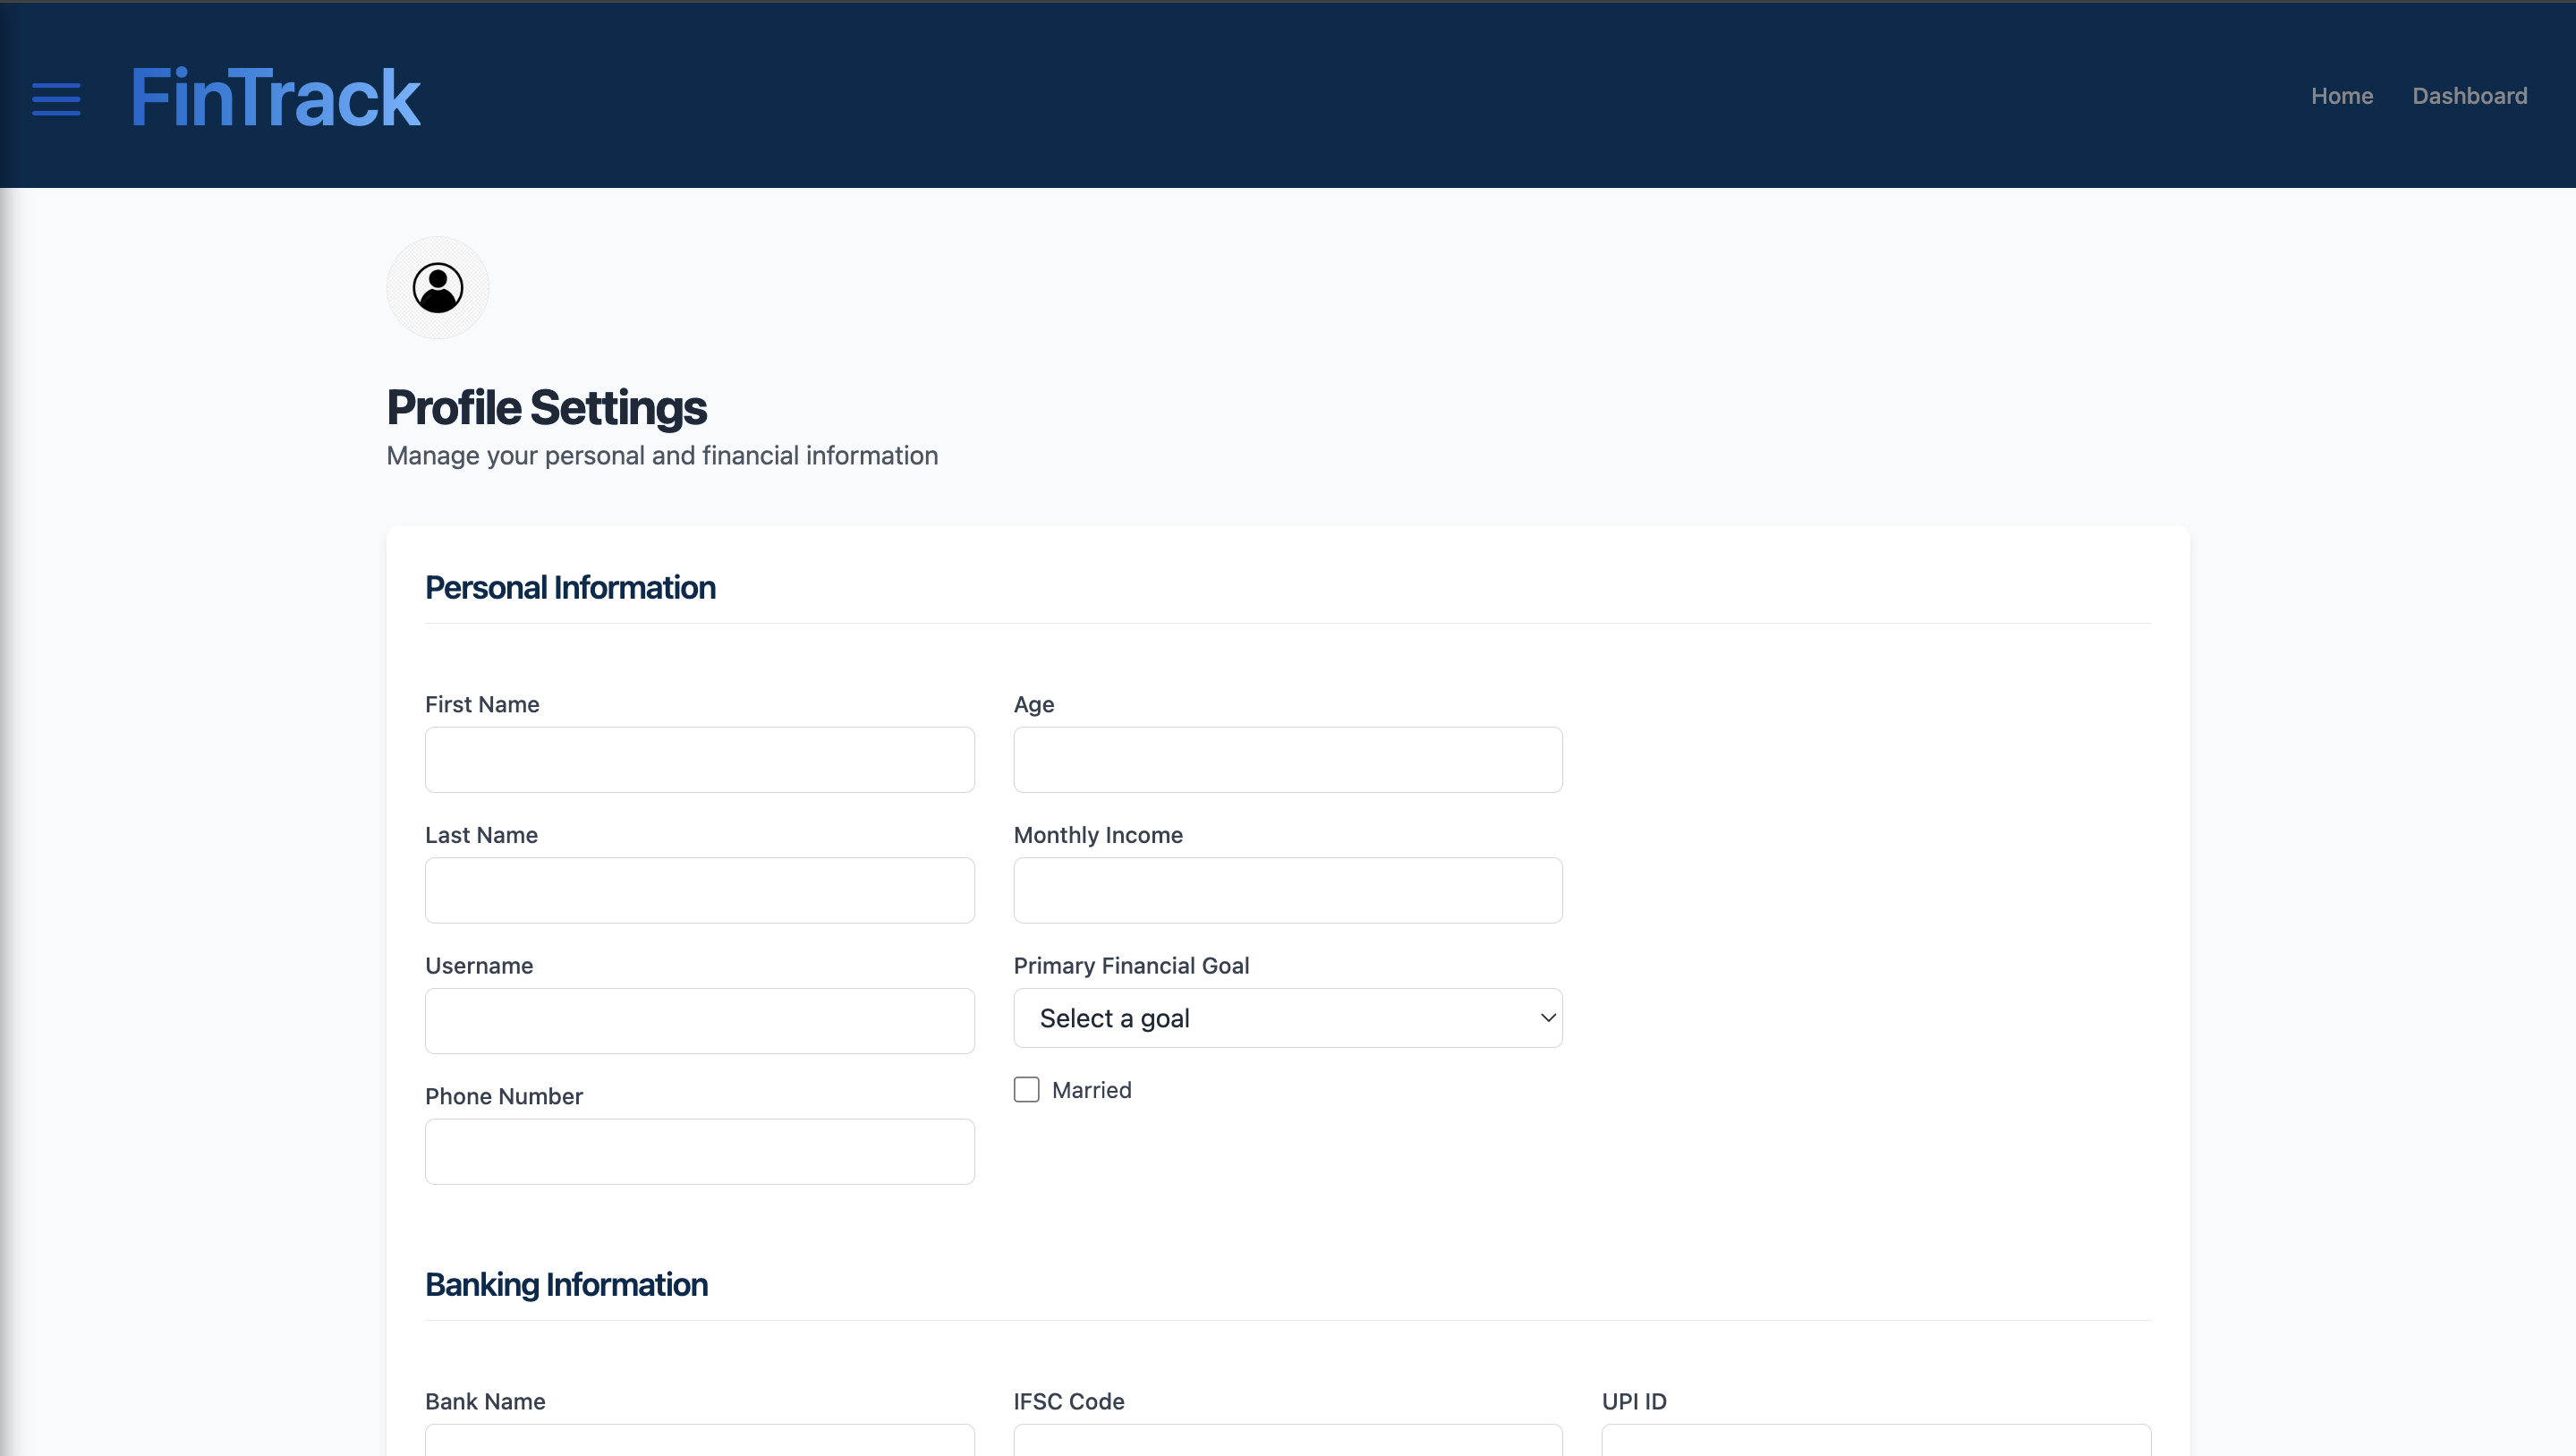 FinTrack
Home Dashboard
Profile Settings
Manage your personal and financial information
Personal Information
First Name
Age
Last Name
Monthly Income
Username
Primary Financial Goal
Select a goal
Phone Number
Married
Banking Information
Bank Name
IFSC Code
UPI ID